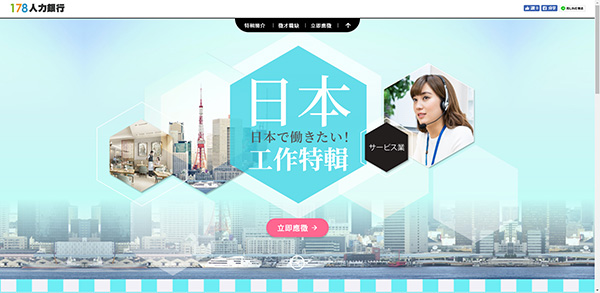 178人力銀行
特輯簡介 | 徵才職缺 | 立即應徵 | ↑
日本
日本で働きたい!
工作特輯
サービス業
立即應徵 →